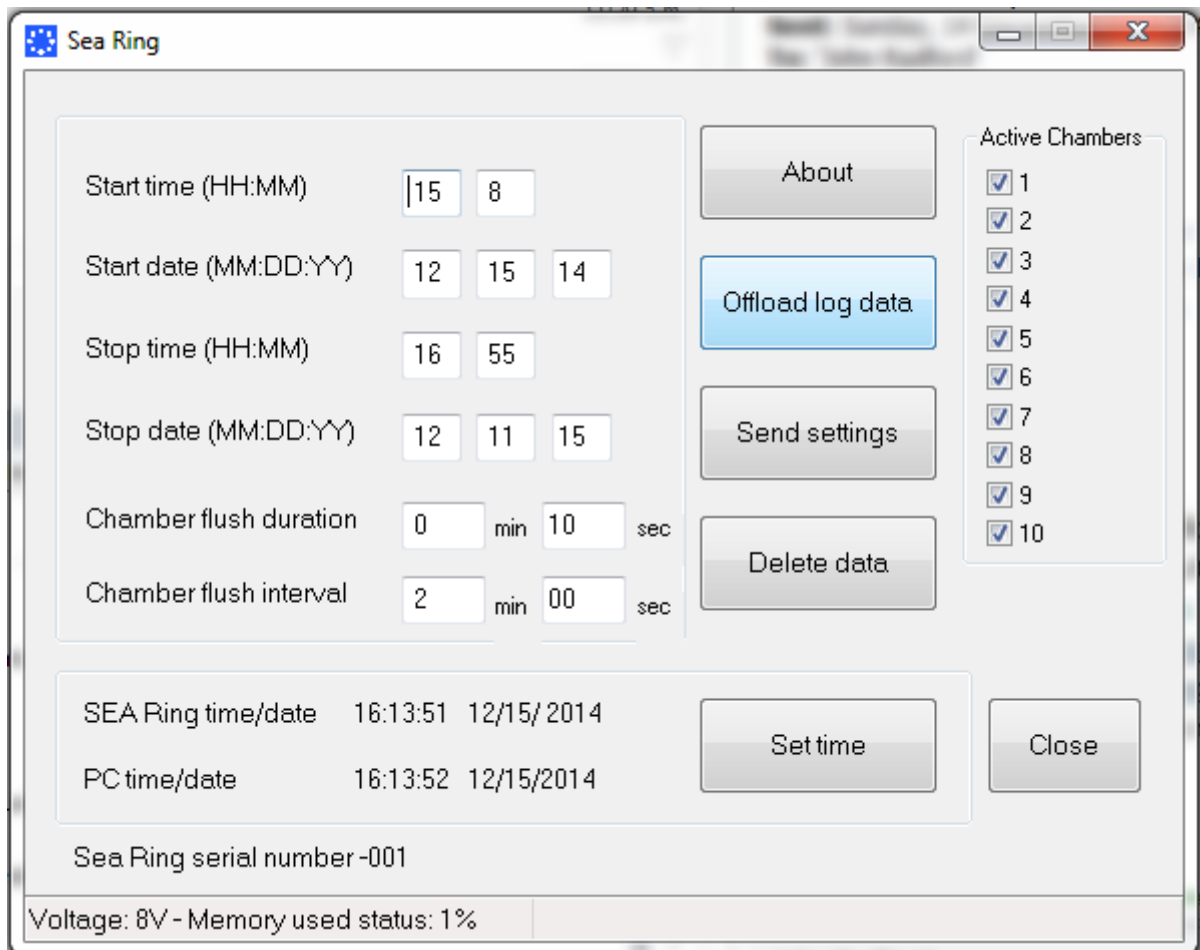 Sea Ring
Start time (HH:MM) 15 8
Start date (MM:DD:YY) 12 15 14
Stop time (HH:MM) 16 55
Stop date (MM:DD:YY) 12 11 15
Chamber flush duration 0 min 10 sec
Chamber flush interval 2 min 00 sec
About
Offload log data
Send settings
Delete data
Active Chambers
1
2
3
4
5
6
7
8
9
10
SEA Ring time/date 16:13:51 12/15/ 2014
PC time/date 16:13:52 12/15/2014
Set time
Close
Sea Ring serial number -001
Voltage: 8V - Memory used status: 1%